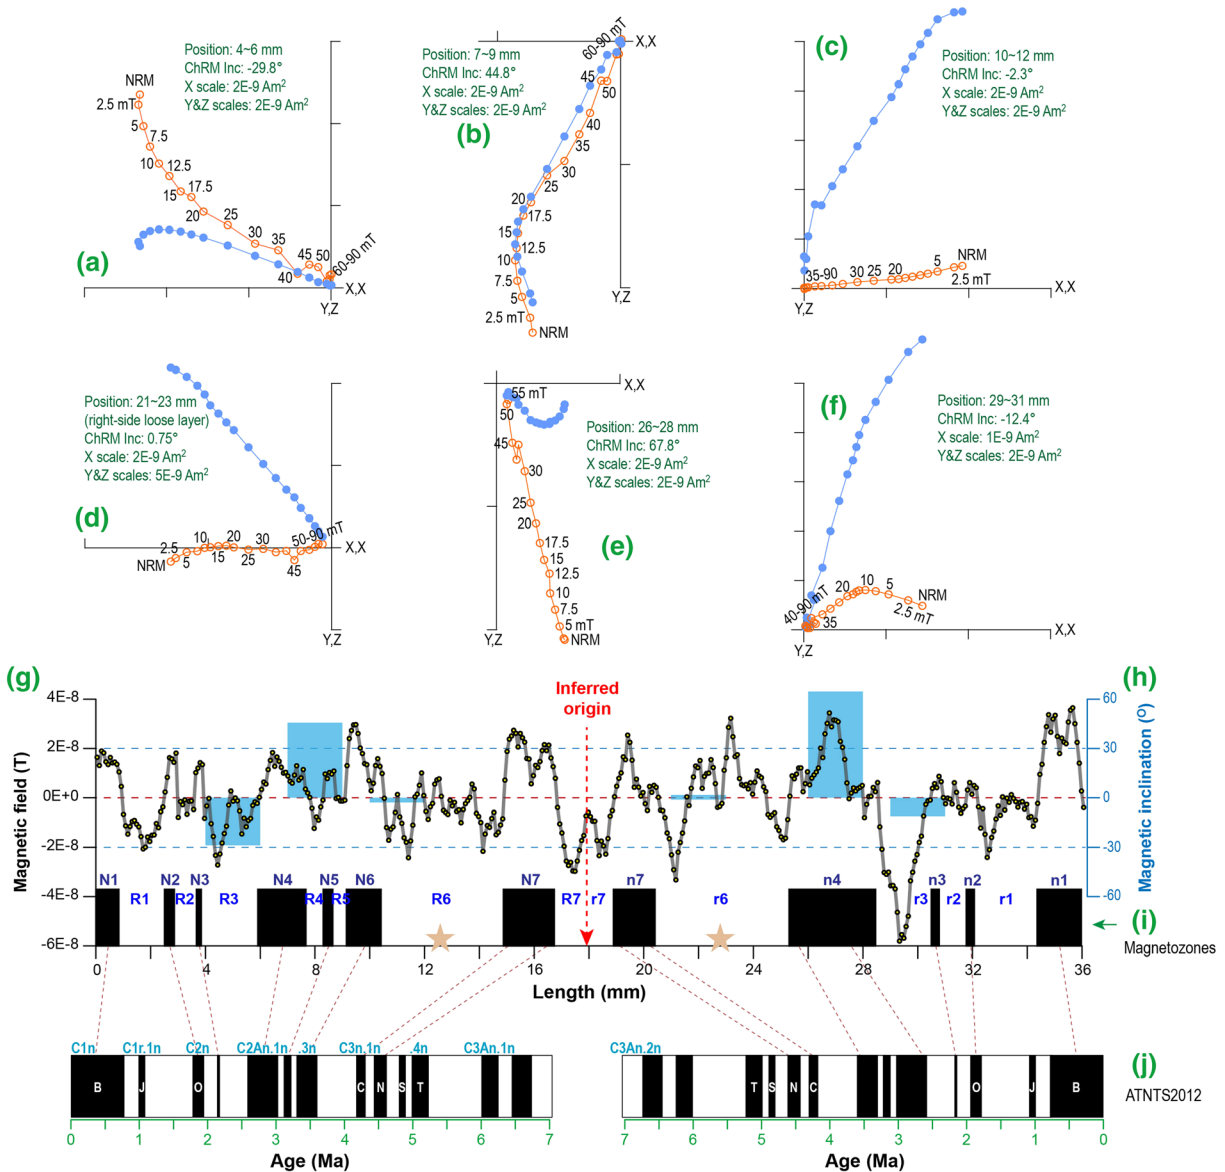 (a)
Position: 4~6 mm
ChRM Inc: -29.8°
X scale: 2E-9 Am²
Y&Z scales: 2E-9 Am²
NRM
2.5 mT
5
7.5
10
12.5
15
17.5
20
25
30
35
40
45
50
60-90 mT
X,X
Y,Z
(b)
Position: 7~9 mm
ChRM Inc: 44.8°
X scale: 2E-9 Am²
Y&Z scales: 2E-9 Am²
60-90 mT
X,X
45
50
40
35
30
25
20
17.5
15
12.5
10
7.5
5
2.5 mT
NRM
Y,Z
(c)
Position: 10~12 mm
ChRM Inc: -2.3°
X scale: 2E-9 Am²
Y&Z scales: 2E-9 Am²
35-90
30
25
20
5
NRM
2.5 mT
X,X
Y,Z
(d)
Position: 21~23 mm
(right-side loose layer)
ChRM Inc: 0.75°
X scale: 2E-9 Am²
Y&Z scales: 5E-9 Am²
NRM
2.5
5
10
15
20
25
30
45
50-90 mT
X,X
Y,Z
(e)
Position: 26~28 mm
ChRM Inc: 67.8°
X scale: 2E-9 Am²
Y&Z scales: 2E-9 Am²
X,X
55 mT
50
45
30
25
20
17.5
15
12.5
10
7.5
5 mT
NRM
Y,Z
(f)
Position: 29~31 mm
ChRM Inc: -12.4°
X scale: 1E-9 Am²
Y&Z scales: 2E-9 Am²
40-90 mT
35
20
10
5
NRM
2.5 mT
X,X
Y,Z
(g)
(h)
Inferred
origin
Magnetic field (T)
4E-8
2E-8
0E+0
-2E-8
-4E-8
-6E-8
Magnetic inclination (°)
60
30
0
-30
-60
N1
N2
N3
N4
N5
N6
N7
n7
n4
n3
n2
n1
R1
R2
R3
R4
R5
R6
R7
r7
r6
r3
r2
r1
(i)
Magnetozones
0
4
8
12
16
20
24
28
32
36
Length (mm)
C1n
C1r.1n
C2n
C2An.1n
.3n
C3n.1n
.4n
C3An.1n
C3An.2n
(j)
ATNTS2012
B
J
O
C
N
S
T
T
S
N
C
O
J
B
0
1
2
3
4
5
6
7
7
6
5
4
3
2
1
0
Age (Ma)
Age (Ma)